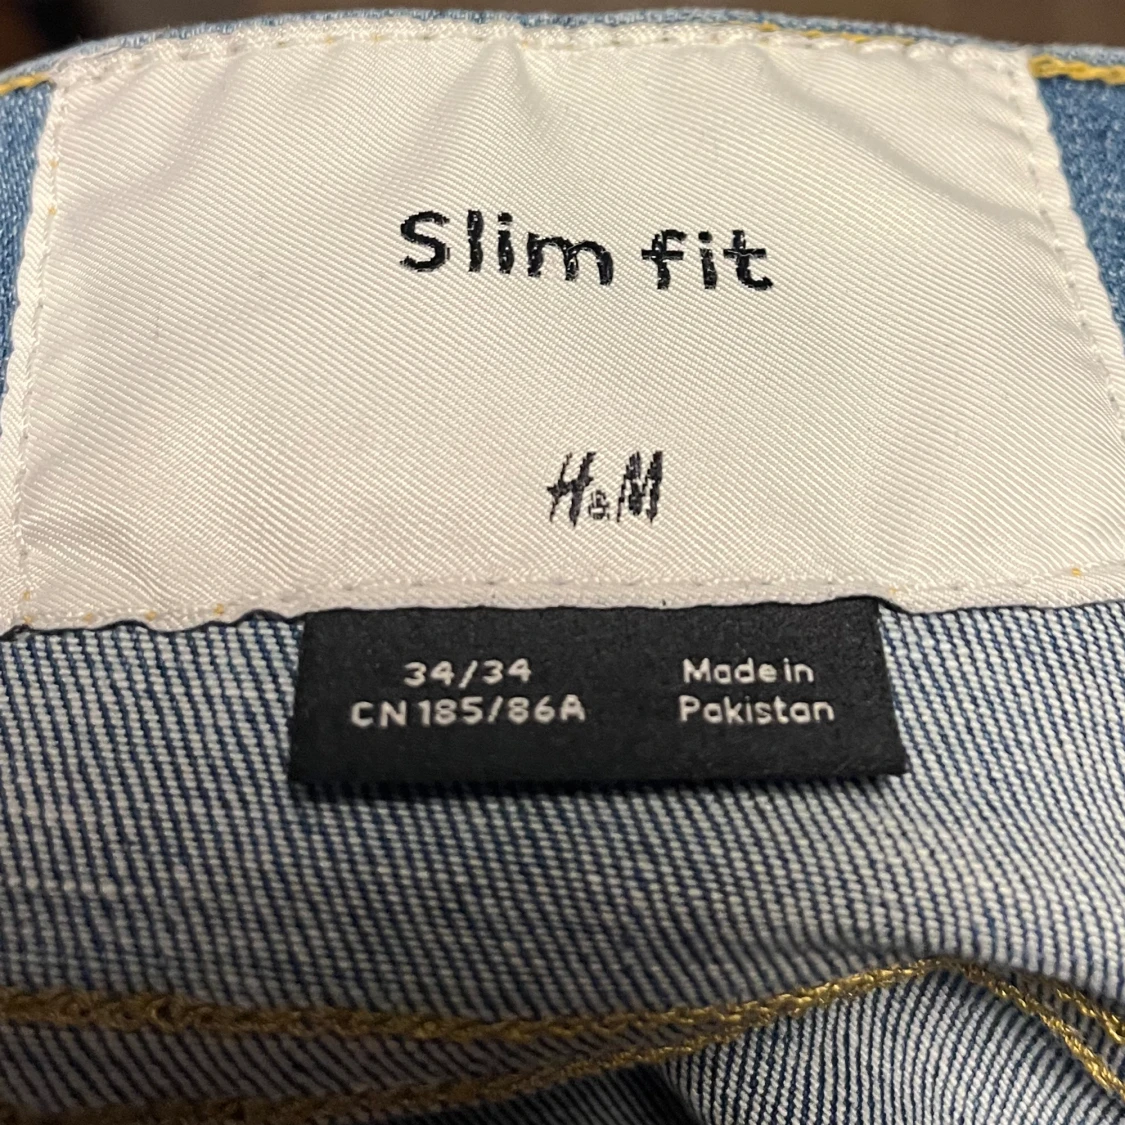 Slim fit
H&M
34/34
CN 185/86A
Made in
Pakistan